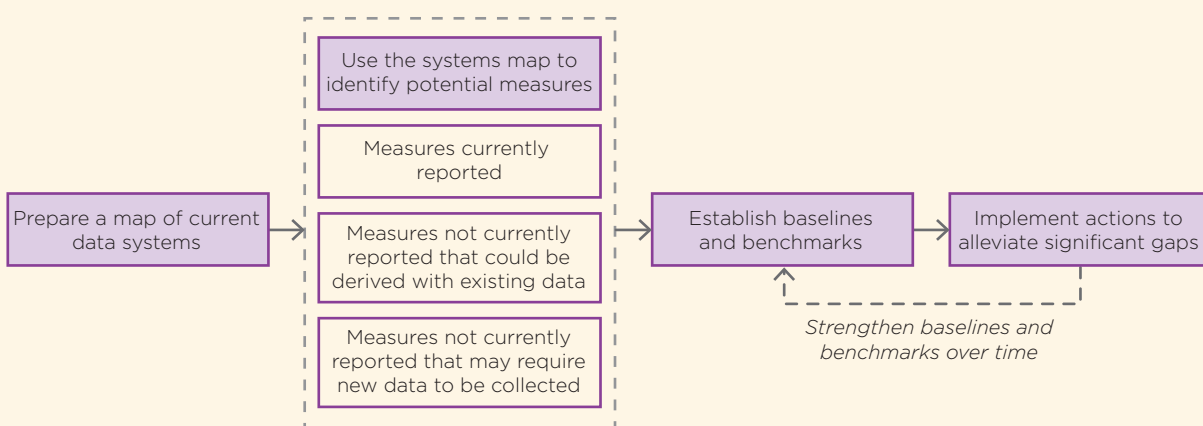 Prepare a map of current
data systems
Use the systems map to
identify potential measures
Measures currently
reported
Measures not currently
reported that could be
derived with existing data
Measures not currently
reported that may require
new data to be collected
Establish baselines
and benchmarks
Implement actions to
alleviate significant gaps
Strengthen baselines and
benchmarks over time